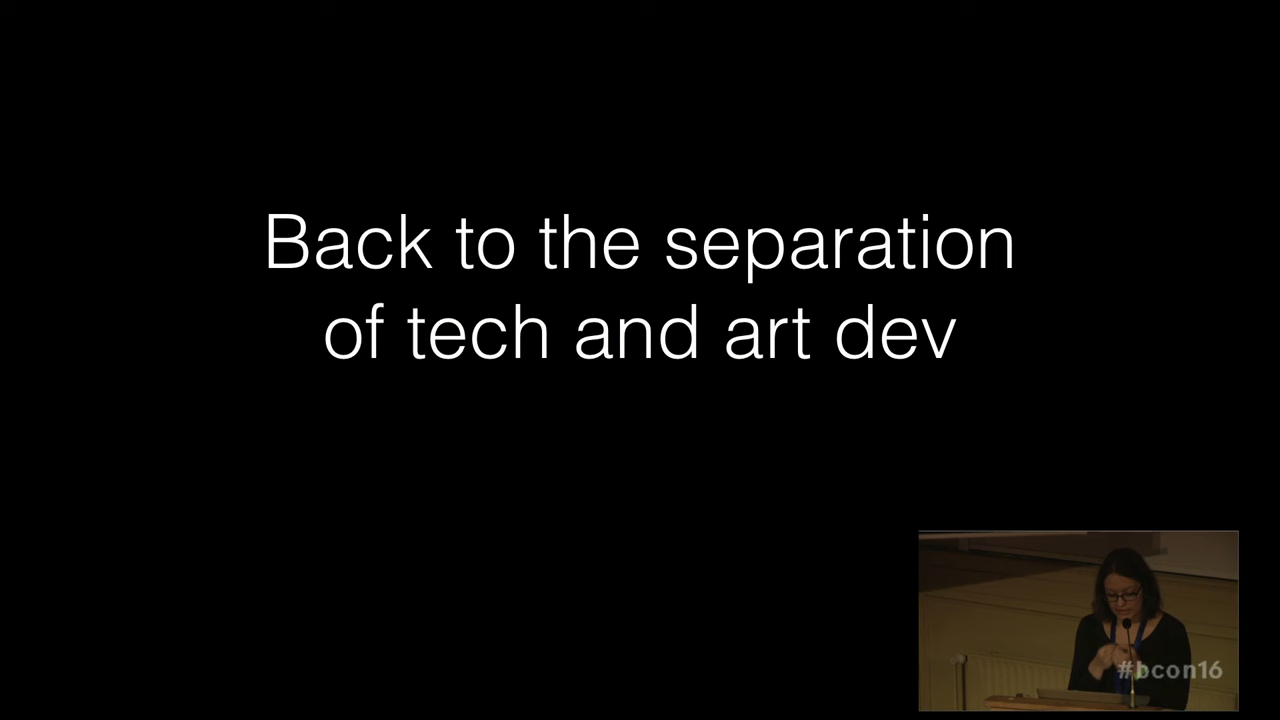 Back to the separation
of tech and art dev
#bcon16